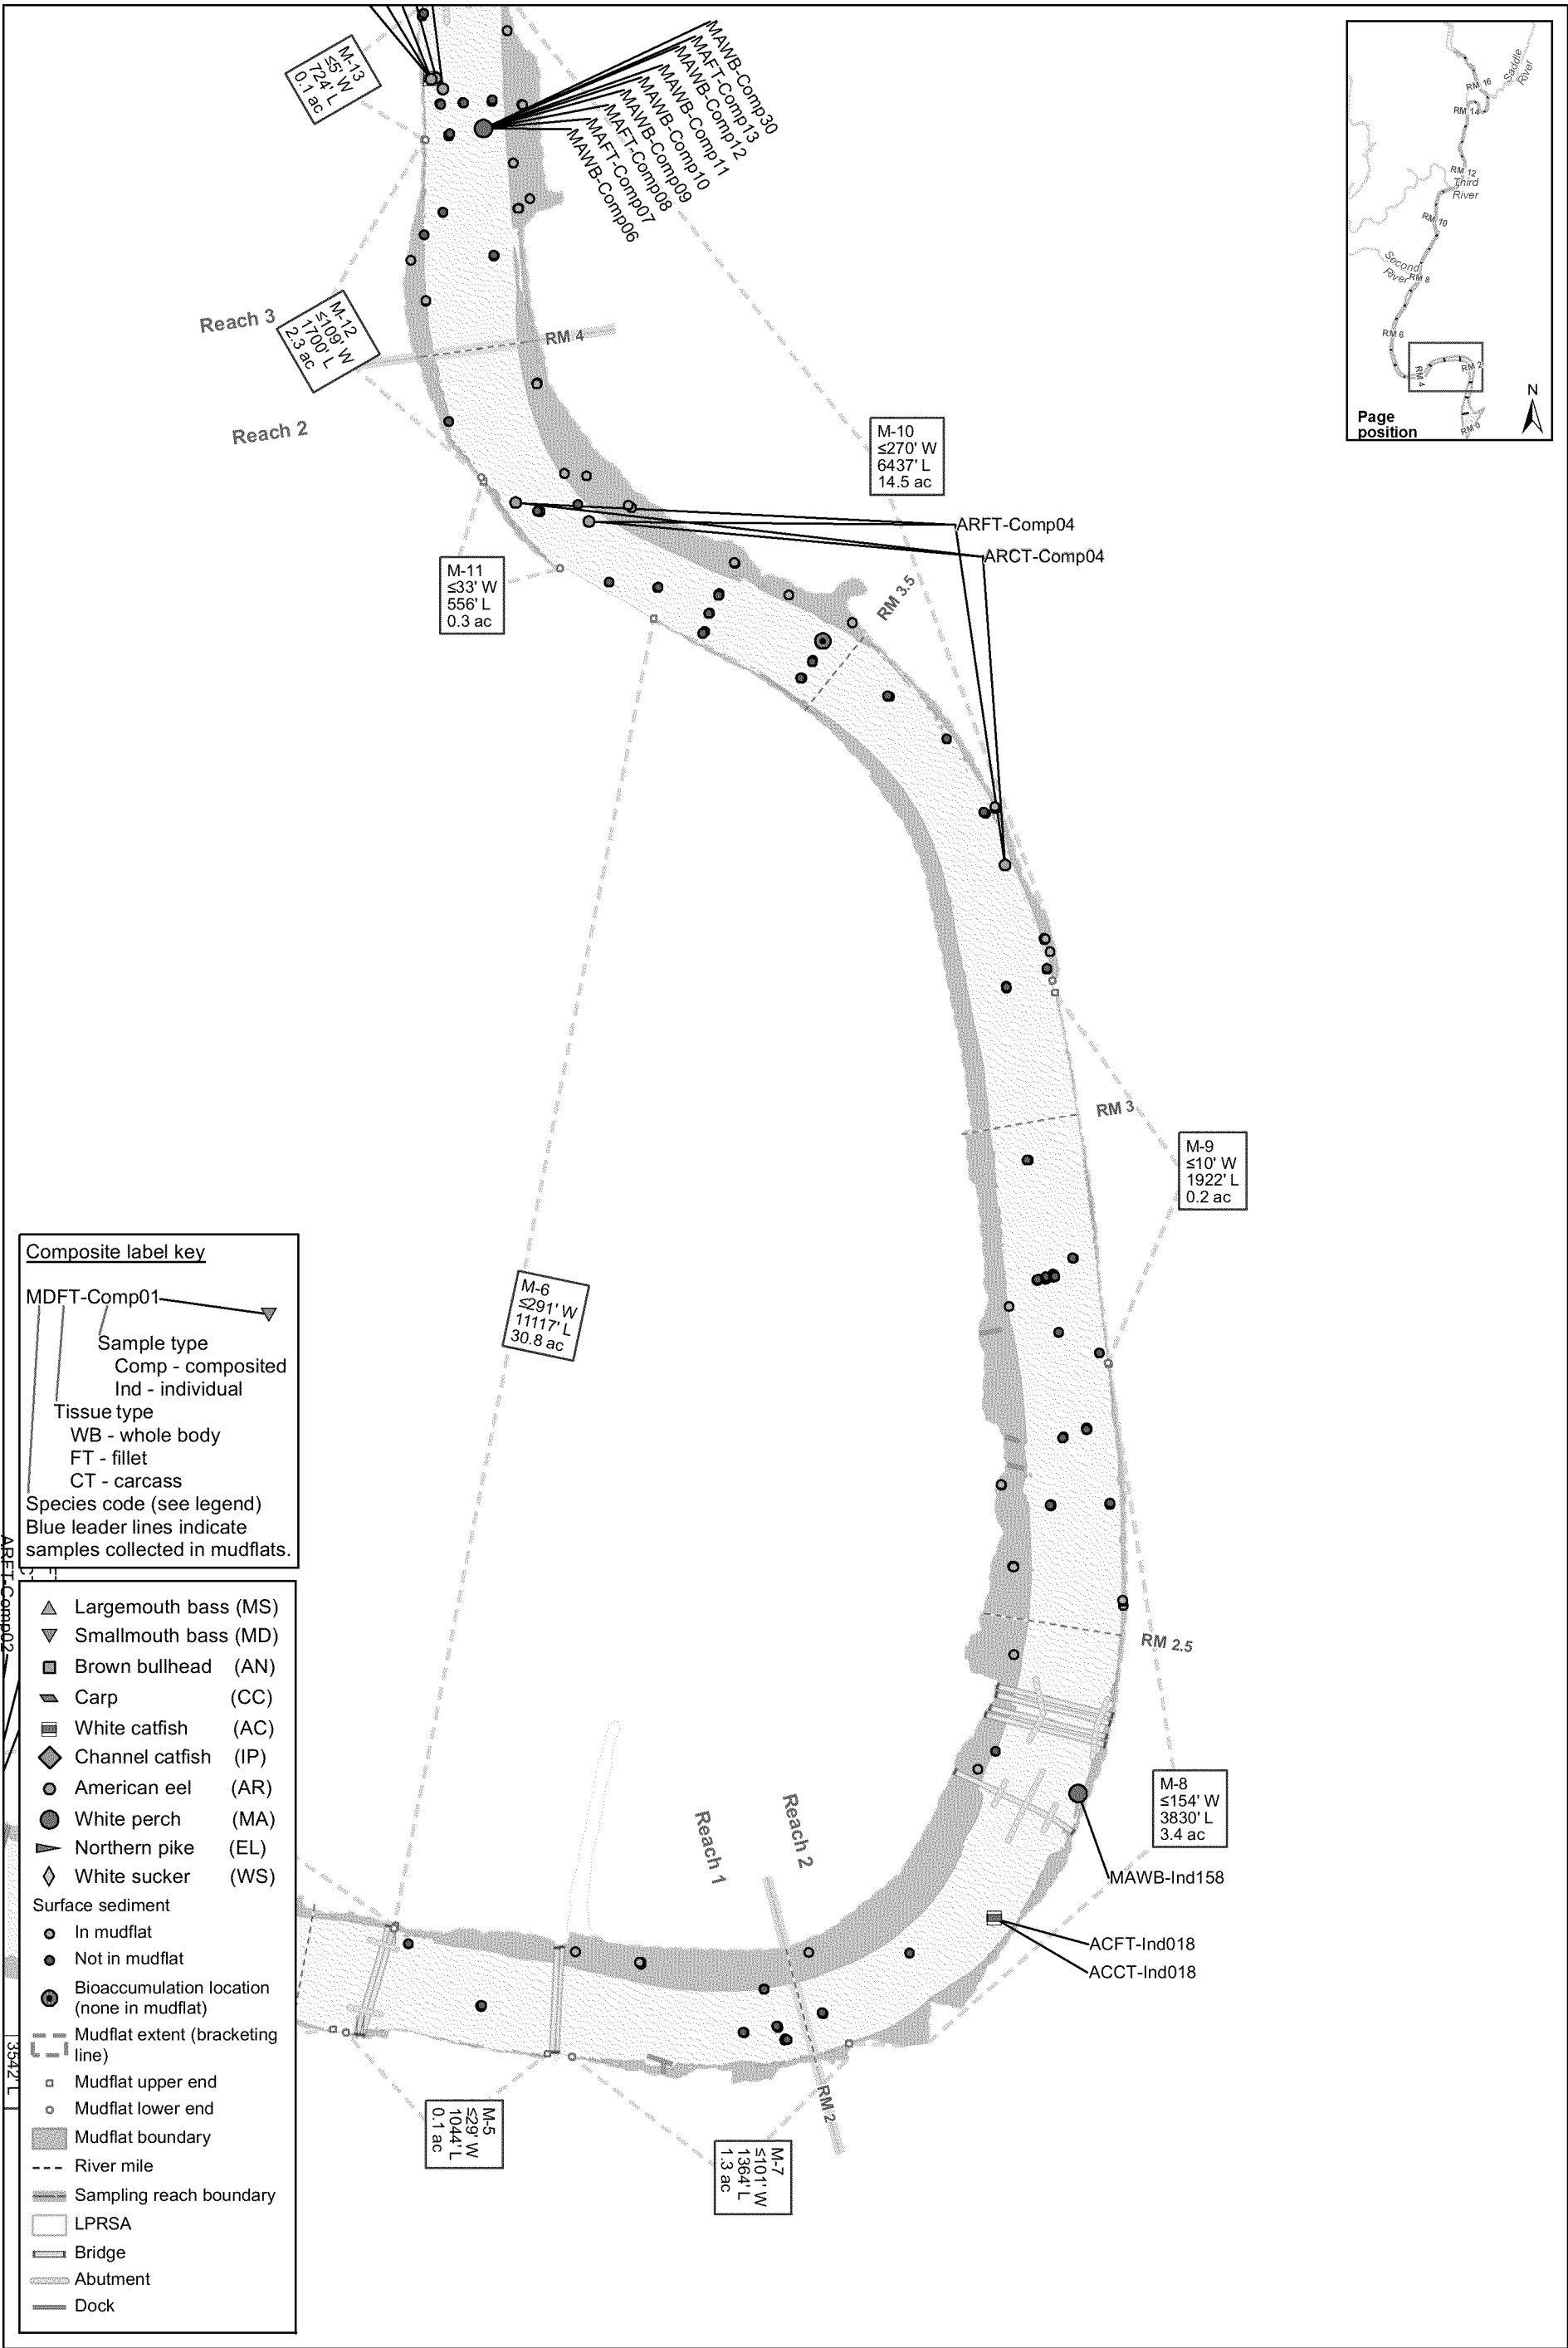 M-13
≤5' W
724' L
0.1 ac
MAWB-Comp30
MAFT-Comp13
MAWB-Comp12
MAWB-Comp11
MAWB-Comp10
MAWB-Comp09
MAFT-Comp08
MAFT-Comp07
MAWB-Comp06
Saddle
River
RM 16
RM 14
RM 12
Third
River
RM 10
Second
River
RM 8
RM 6
RM 4
RM 2
RM 0
Page
position
N
Reach 3
M-12
≤109' W
1700' L
2.3 ac
RM 4
Reach 2
M-10
≤270' W
6437' L
14.5 ac
ARFT-Comp04
ARCT-Comp04
M-11
≤33' W
556' L
0.3 ac
RM 3.5
RM 3
M-9
≤10' W
1922' L
0.2 ac
M-6
≤291' W
11117' L
30.8 ac
Composite label key
MDFT-Comp01
Sample type
Comp - composited
Ind - individual
Tissue type
WB - whole body
FT - fillet
CT - carcass
Species code (see legend)
Blue leader lines indicate
samples collected in mudflats.
ARFT-Comp02
RM 2.5
Largemouth bass (MS)
Smallmouth bass (MD)
Brown bullhead (AN)
Carp (CC)
White catfish (AC)
Channel catfish (IP)
American eel (AR)
White perch (MA)
Northern pike (EL)
White sucker (WS)
Surface sediment
In mudflat
Not in mudflat
Bioaccumulation location
(none in mudflat)
Mudflat extent (bracketing
line)
Mudflat upper end
Mudflat lower end
Mudflat boundary
River mile
Sampling reach boundary
LPRSA
Bridge
Abutment
Dock
3542' L
M-8
≤154' W
3830' L
3.4 ac
MAWB-Ind158
Reach 1
Reach 2
ACFT-Ind018
ACCT-Ind018
RM 2
M-5
≤29' W
1044' L
0.1 ac
M-7
≤101' W
1364' L
1.3 ac